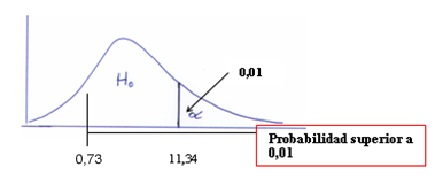 0,01
H₀
α
Probabilidad superior a
0,01
0,73
11,34